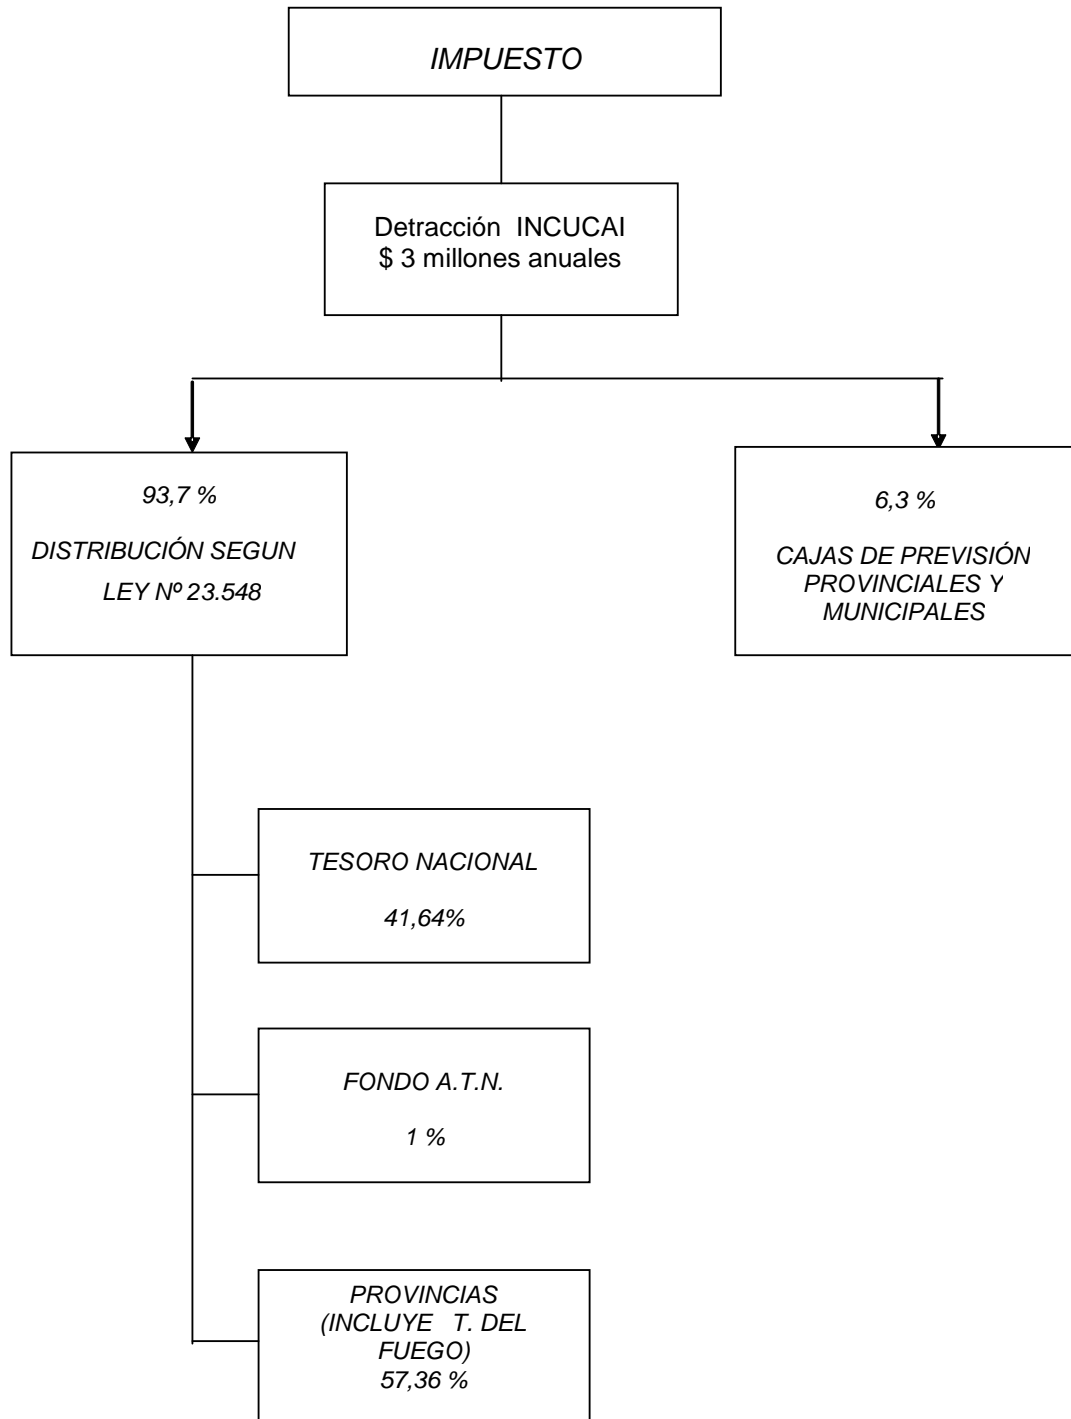 IMPUESTO
Detracción INCUCAI
$ 3 millones anuales
93,7 %
DISTRIBUCIÓN SEGUN
LEY Nº 23.548
6,3 %
CAJAS DE PREVISIÓN
PROVINCIALES Y
MUNICIPALES
TESORO NACIONAL
41,64%
FONDO A.T.N.
1 %
PROVINCIAS
(INCLUYE T. DEL
FUEGO)
57,36 %